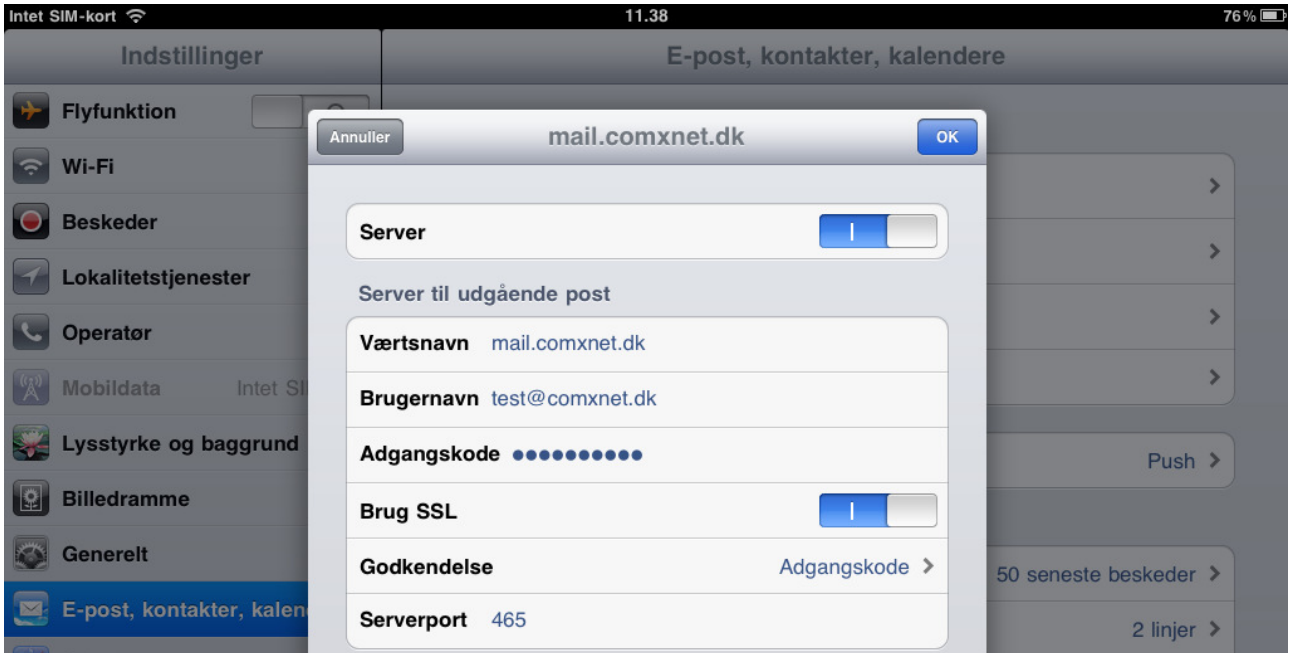 Intet SIM-kort 11.38 76%
Indstillinger E-post, kontakter, kalendere
Flyfunktion
Annuller mail.comxnet.dk OK
Wi-Fi
Beskeder
Server
Lokalitetstjenester
Server til udgående post
Operatør
Værtsnavn mail.comxnet.dk
Mobildata Intet SI
Brugernavn test@comxnet.dk
Lysstyrke og baggrund
Adgangskode ••••••••••
Push
Billedramme
Brug SSL
Generelt
Godkendelse Adgangskode
50 seneste beskeder
E-post, kontakter, kalen
Serverport 465
2 linjer